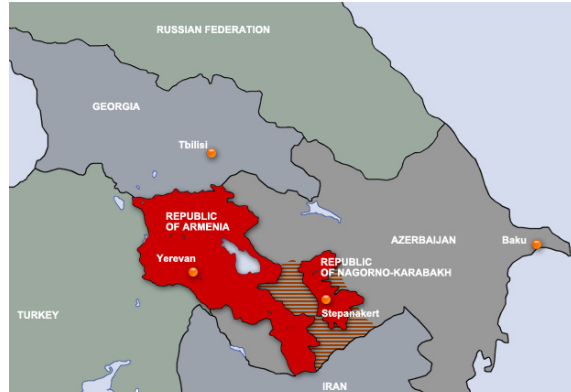 RUSSIAN FEDERATION
GEORGIA
Tbilisi
REPUBLIC
OF ARMENIA
AZERBAIJAN
Baku
Yerevan
REPUBLIC
OF NAGORNO-KARABAKH
Stepanakert
TURKEY
IRAN